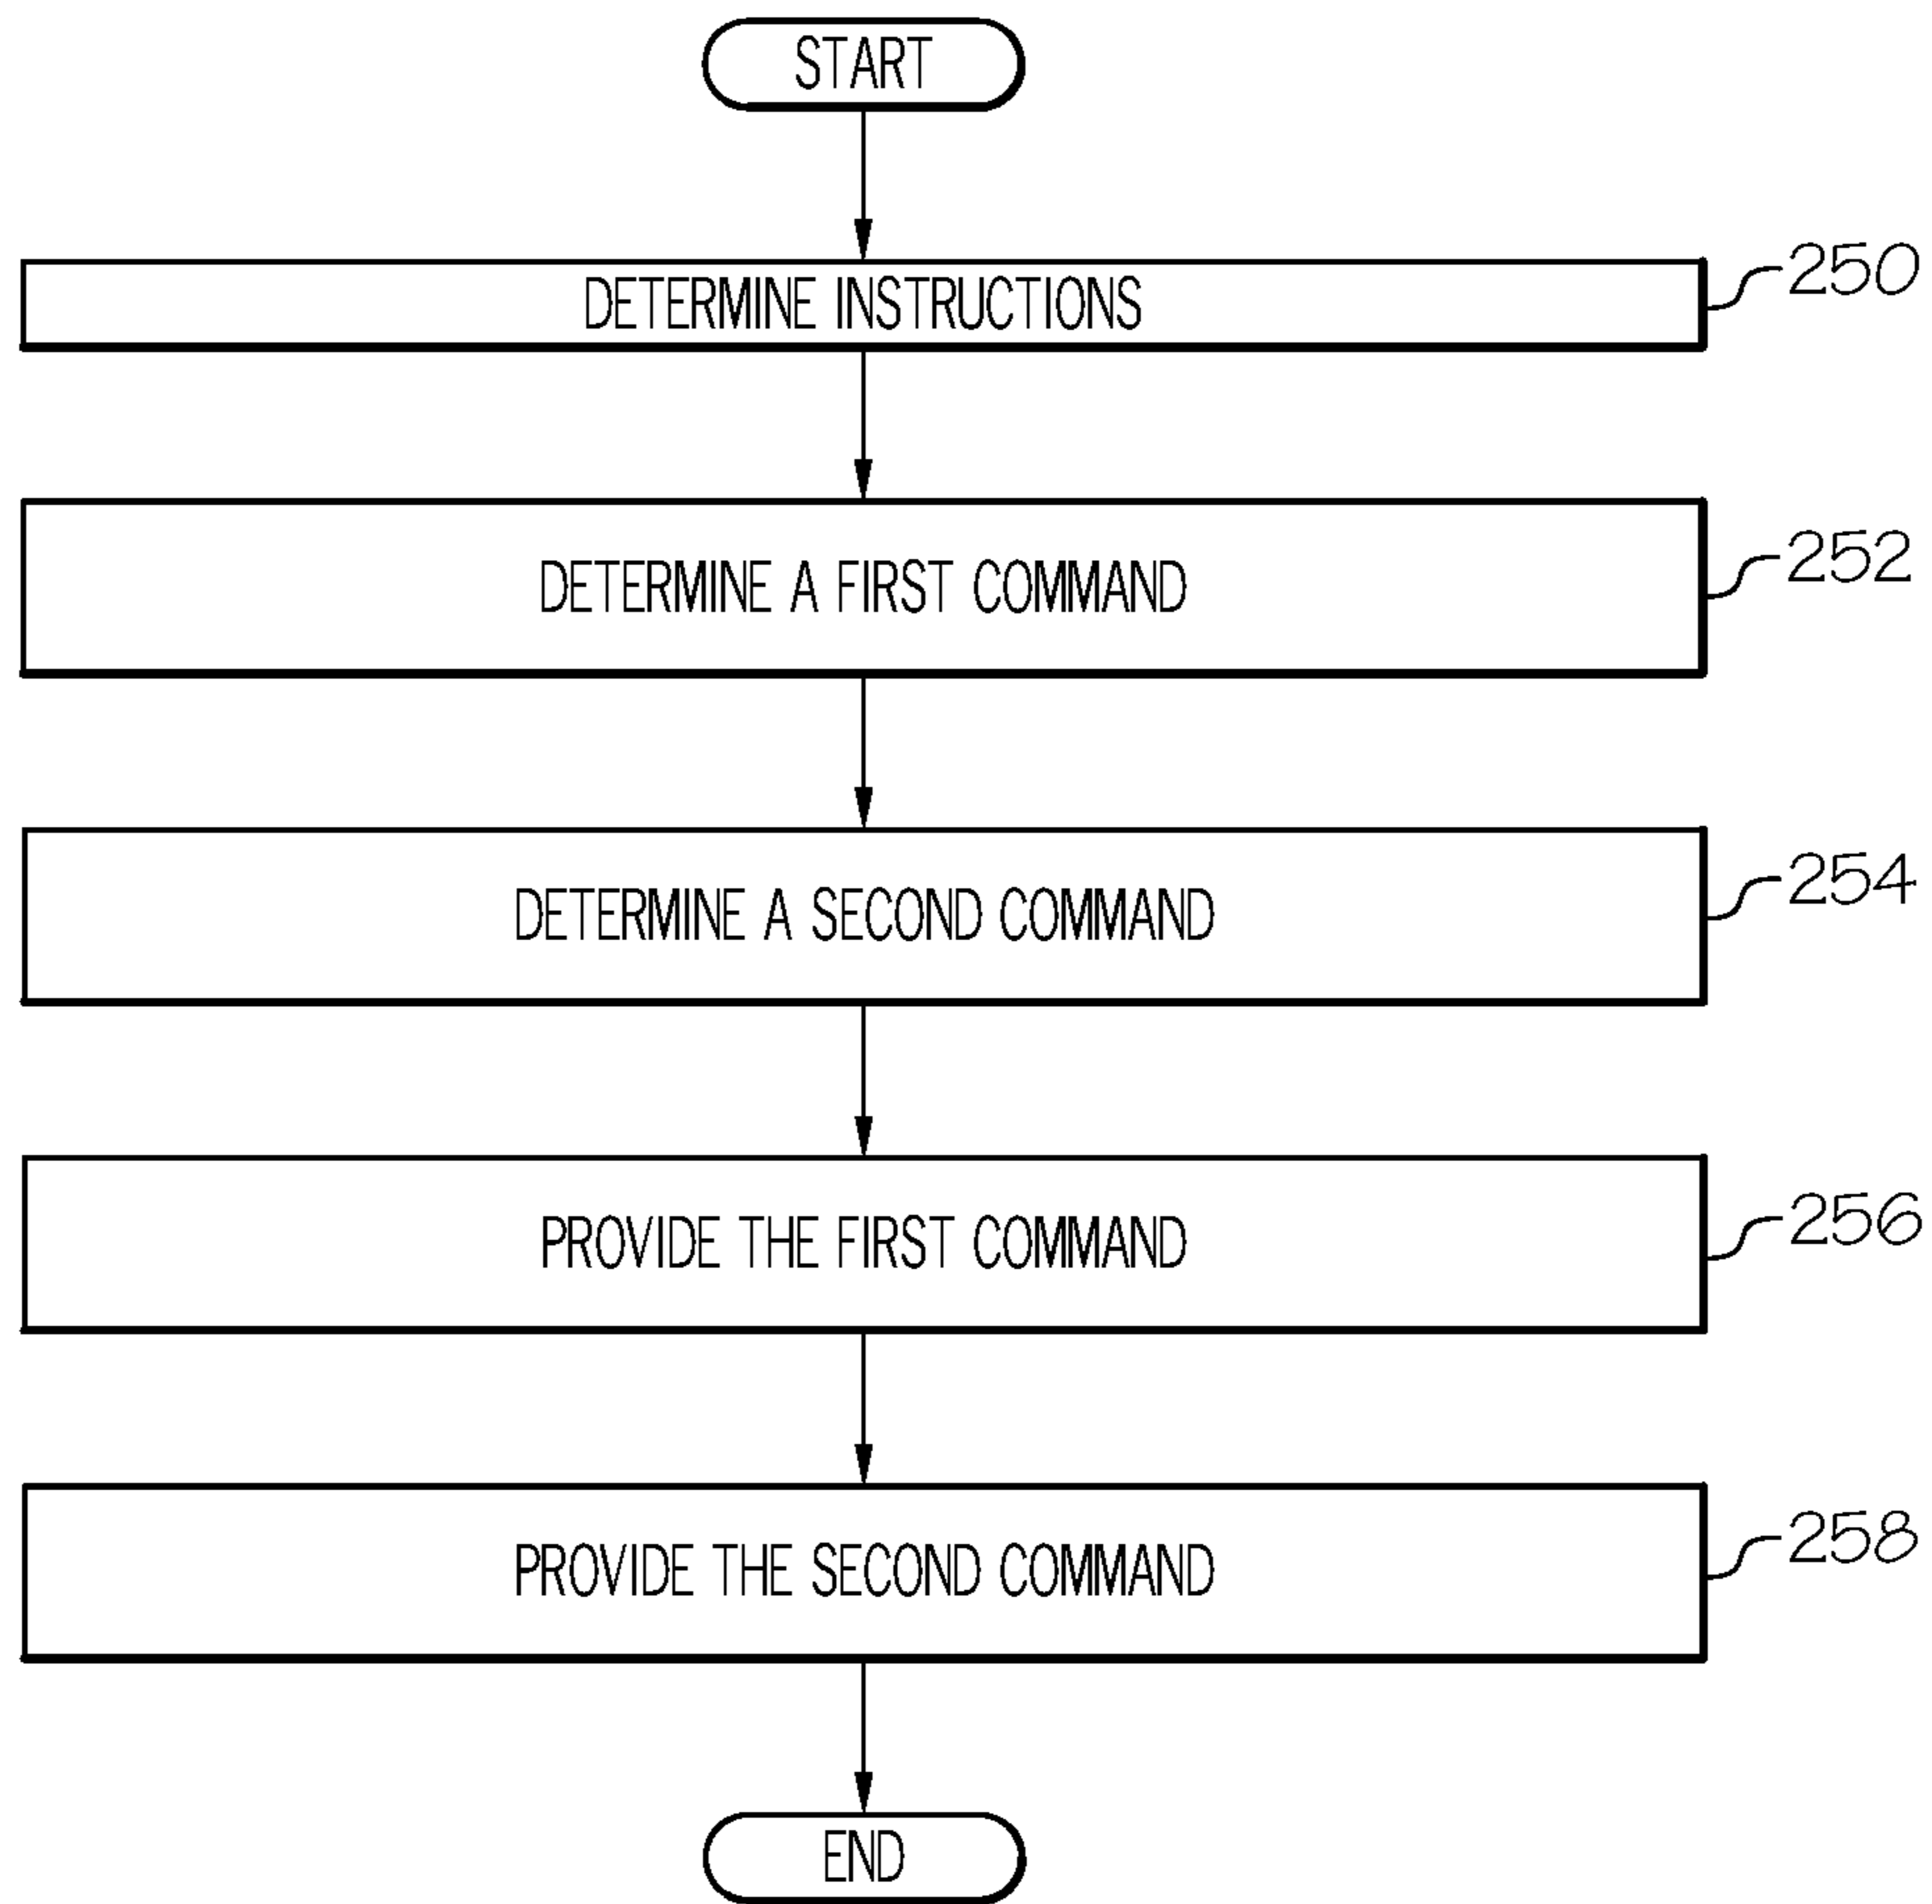 START
DETERMINE INSTRUCTIONS
250
DETERMINE A FIRST COMMAND
252
DETERMINE A SECOND COMMAND
254
PROVIDE THE FIRST COMMAND
256
PROVIDE THE SECOND COMMAND
258
END